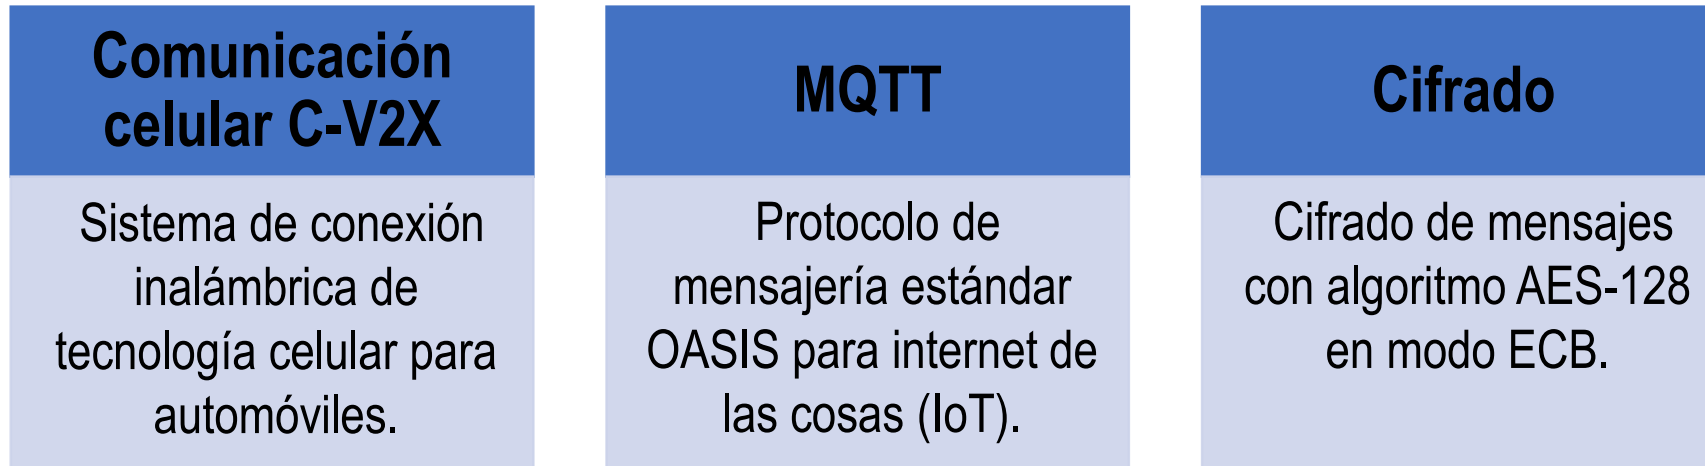 Comunicación
celular C-V2X
Sistema de conexión
inalámbrica de
tecnología celular para
automóviles.
MQTT
Protocolo de
mensajería estándar
OASIS para internet de
las cosas (IoT).
Cifrado
Cifrado de mensajes
con algoritmo AES-128
en modo ECB.